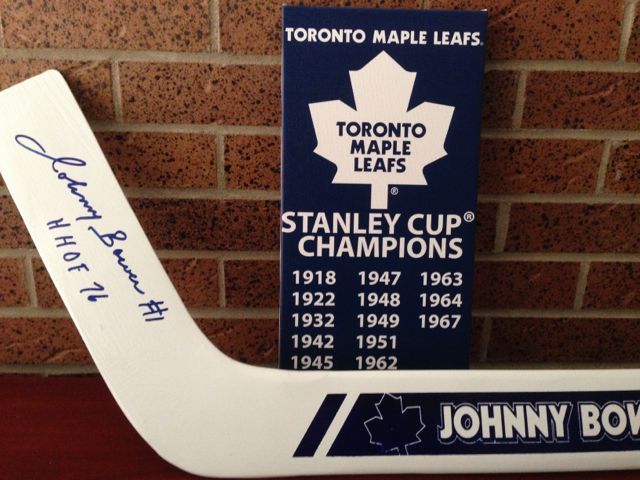 TORONTO MAPLE LEAFS®
TORONTO
MAPLE
LEAFS
®
STANLEY CUP®
CHAMPIONS
1918 1947 1963
1922 1948 1964
1932 1949 1967
1942 1951
1945 1962
Johnny Bower #1
HHOF 76
JOHNNY BOW